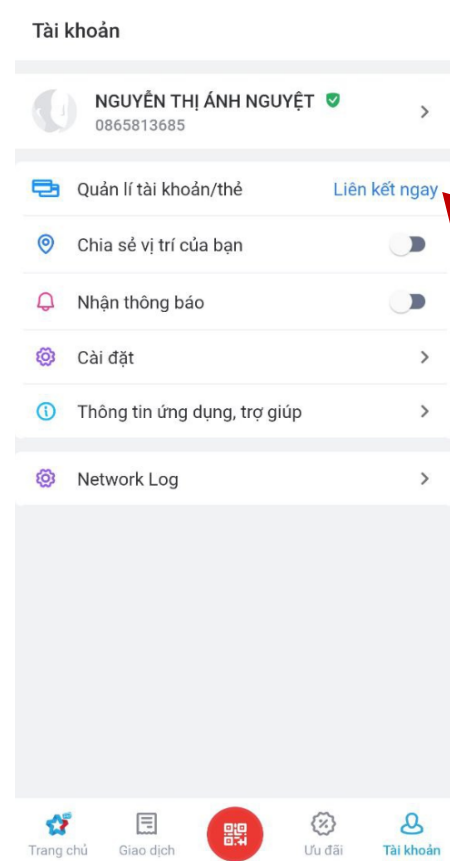 Tài khoản
NGUYỄN THỊ ÁNH NGUYỆT
0865813685
Quản lí tài khoản/thẻ Liên kết ngay
Chia sẻ vị trí của bạn
Nhận thông báo
Cài đặt
Thông tin ứng dụng, trợ giúp
Network Log
Trang chủ Giao dịch Ưu đãi Tài khoản